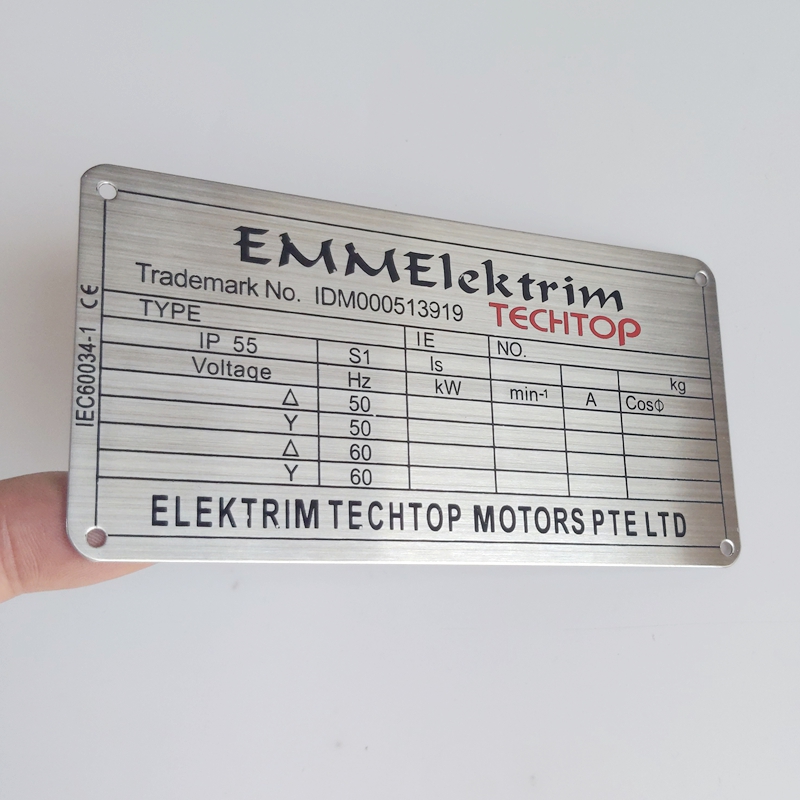 EMMElektrim
TECHTOP
Trademark No. IDM000513919
TYPE IE NO.
IP 55 S1 Is kg
Voltage Hz kW min-1 A CosΦ
Δ 50
Y 50
Δ 60
Y 60
ELEKTRIM TECHTOP MOTORS PTE LTD
IEC60034-1 CE